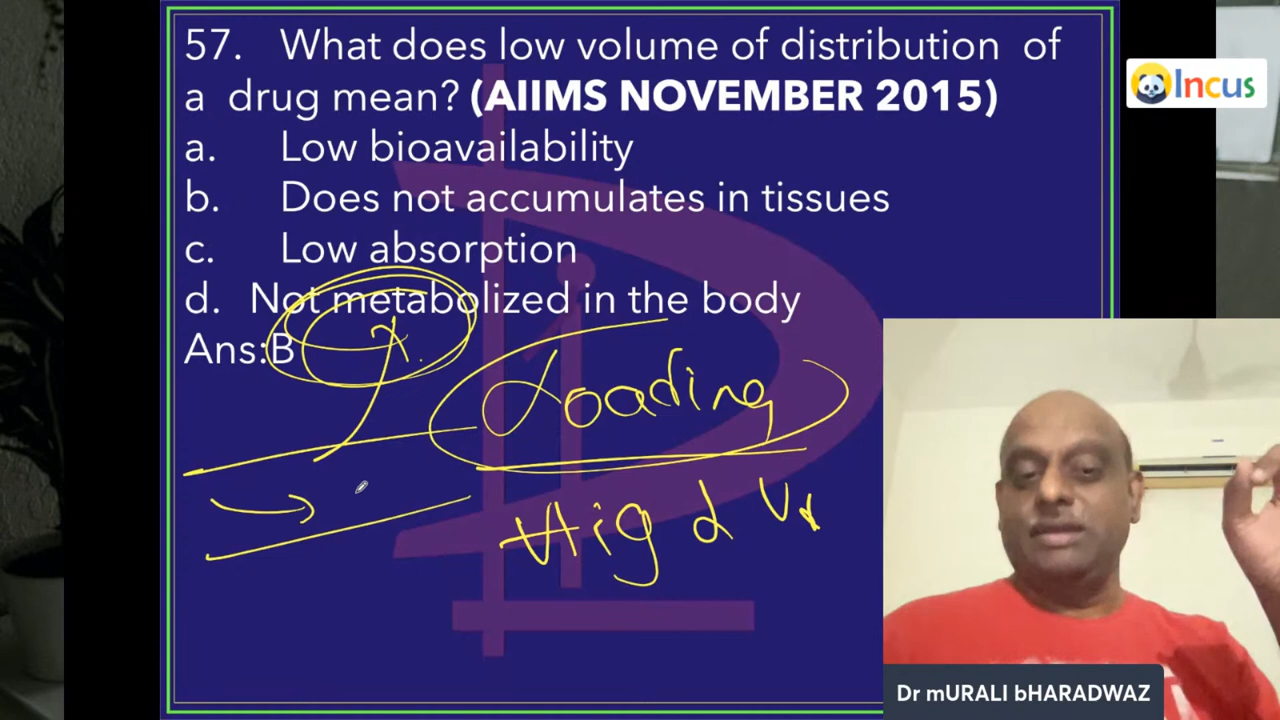 57. What does low volume of distribution of
a drug mean? (AIIMS NOVEMBER 2015)
Incus
a. Low bioavailability
b. Does not accumulates in tissues
c. Low absorption
d. Not metabolized in the body
Ans:B
Loading
High Vd
Dr mURALI bHARADWAZ